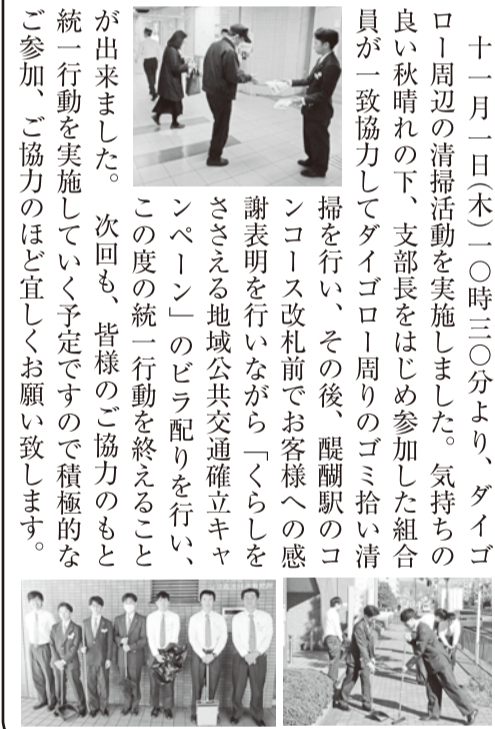 十一月一日(木)一〇時三〇分より、ダイゴ
ロー周辺の清掃活動を実施しました。気持ちの
良い秋晴れの下、支部長をはじめ参加した組合
員が一致協力してダイゴロー周りのゴミ拾い清
掃を行い、その後、醍醐駅のコ
ンコース改札前でお客様への感
謝表明を行いながら「くらしを
ささえる地域公共交通確立キャ
ンペーン」のビラ配りを行い、
この度の統一行動を終えること
が出来ました。　次回も、皆様のご協力のもと
統一行動を実施していく予定ですので積極的な
ご参加、ご協力のほど宜しくお願い致します。